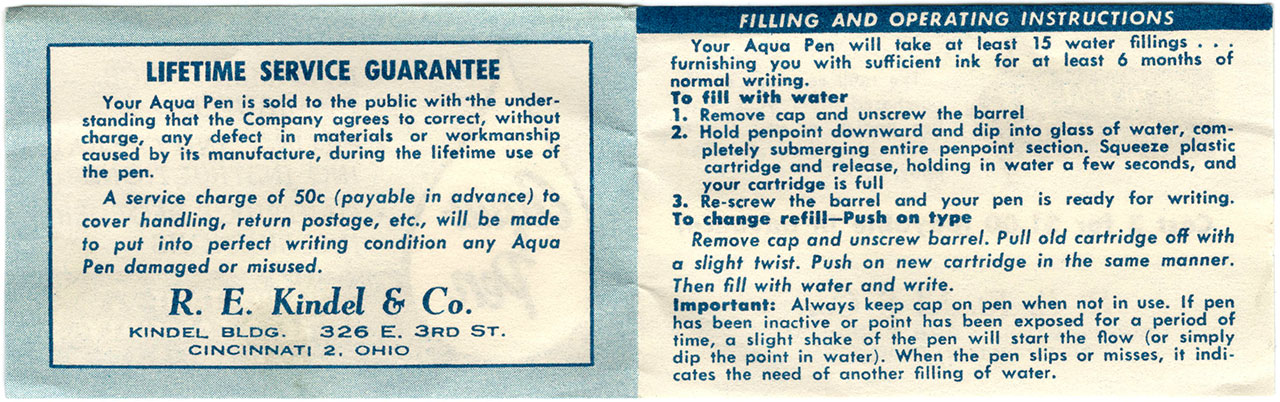 LIFETIME SERVICE GUARANTEE
Your Aqua Pen is sold to the public with the under-
standing that the Company agrees to correct, without
charge, any defect in materials or workmanship
caused by its manufacture, during the lifetime use of
the pen.
A service charge of 50c (payable in advance) to
cover handling, return postage, etc., will be made
to put into perfect writing condition any Aqua
Pen damaged or misused.
R. E. Kindel & Co.
KINDEL BLDG. 326 E. 3RD ST.
CINCINNATI 2, OHIO
FILLING AND OPERATING INSTRUCTIONS
Your Aqua Pen will take at least 15 water fillings . . .
furnishing you with sufficient ink for at least 6 months of
normal writing.
To fill with water
1. Remove cap and unscrew the barrel
2. Hold penpoint downward and dip into glass of water, com-
pletely submerging entire penpoint section. Squeeze plastic
cartridge and release, holding in water a few seconds, and
your cartridge is full
3. Re-screw the barrel and your pen is ready for writing.
To change refill—Push on type
Remove cap and unscrew barrel. Pull old cartridge off with
a slight twist. Push on new cartridge in the same manner.
Then fill with water and write.
Important: Always keep cap on pen when not in use. If pen
has been inactive or point has been exposed for a period of
time, a slight shake of the pen will start the flow (or simply
dip the point in water). When the pen slips or misses, it indi-
cates the need of another filling of water.